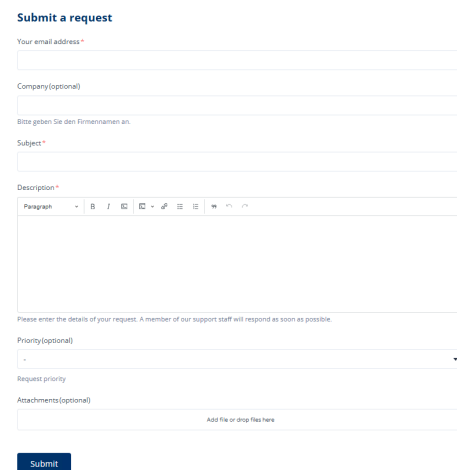 Submit a request
Your email address *
Company(optional)
Bitte geben Sie den Firmennamen an.
Subject *
Description *
Paragraph B I
Please enter the details of your request. A member of our support staff will respond as soon as possible.
Priority(optional)
-
Request priority
Attachments(optional)
Add file or drop files here
Submit